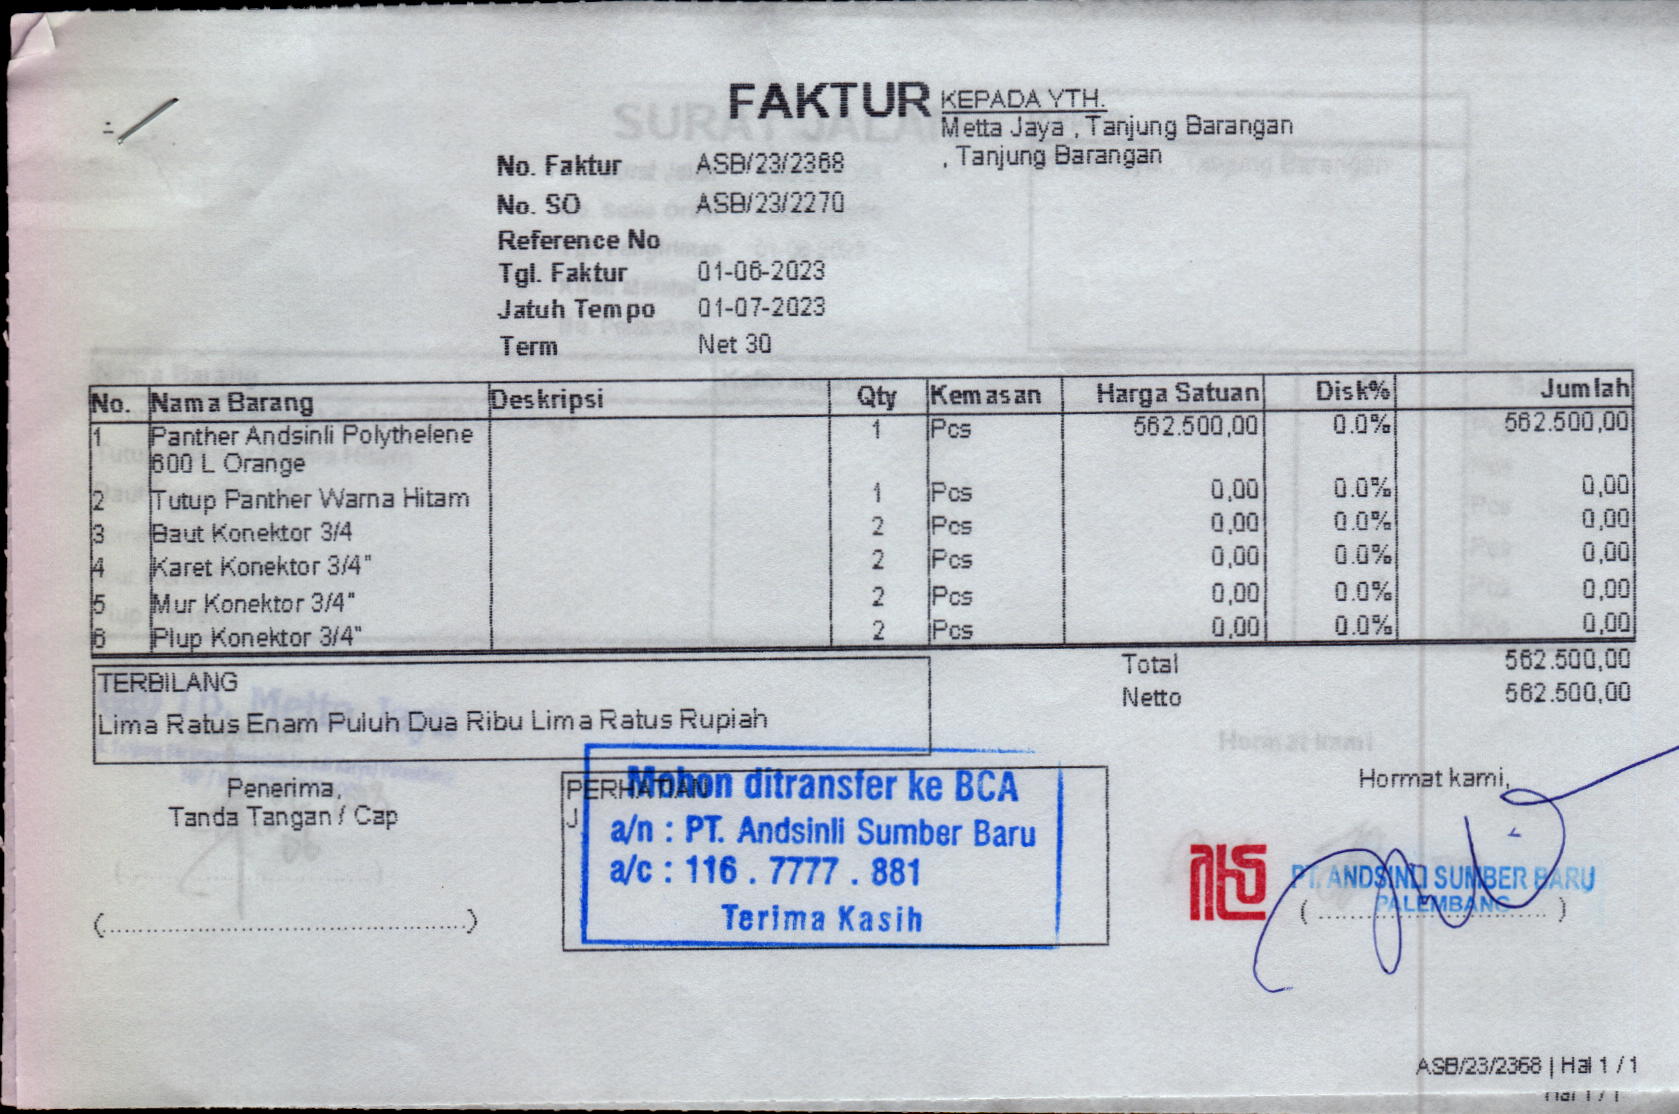 FAKTUR
KEPADA YTH.
Metta Jaya , Tanjung Barangan
, Tanjung Barangan
No. Faktur ASB/23/2368
No. SO ASB/23/2270
Reference No
Tgl. Faktur 01-06-2023
Jatuh Tempo 01-07-2023
Term Net 30
No. Nama Barang Deskripsi Qty Kemasan Harga Satuan Disk% Jumlah
1 Panther Andsinli Polythelene 1 Pcs 562.500,00 0.0% 562.500,00
600 L Orange
2 Tutup Panther Warna Hitam 1 Pcs 0,00 0.0% 0,00
3 Baut Konektor 3/4 2 Pcs 0,00 0.0% 0,00
4 Karet Konektor 3/4" 2 Pcs 0,00 0.0% 0,00
5 Mur Konektor 3/4" 2 Pcs 0,00 0.0% 0,00
6 Plup Konektor 3/4" 2 Pcs 0,00 0.0% 0,00
Total 562.500,00
Netto 562.500,00
TERBILANG
Lima Ratus Enam Puluh Dua Ribu Lima Ratus Rupiah
Penerima,
Tanda Tangan / Cap
(................................................)
PERHATIAN
J
Mohon ditransfer ke BCA
a/n : PT. Andsinli Sumber Baru
a/c : 116 . 7777 . 881
Terima Kasih
Hormat kami,
PT. ANDSINLI SUMBER BARU
PALEMBANG
(................................)
ASB/23/2368 | Hal 1 / 1
Hal 1 / 1